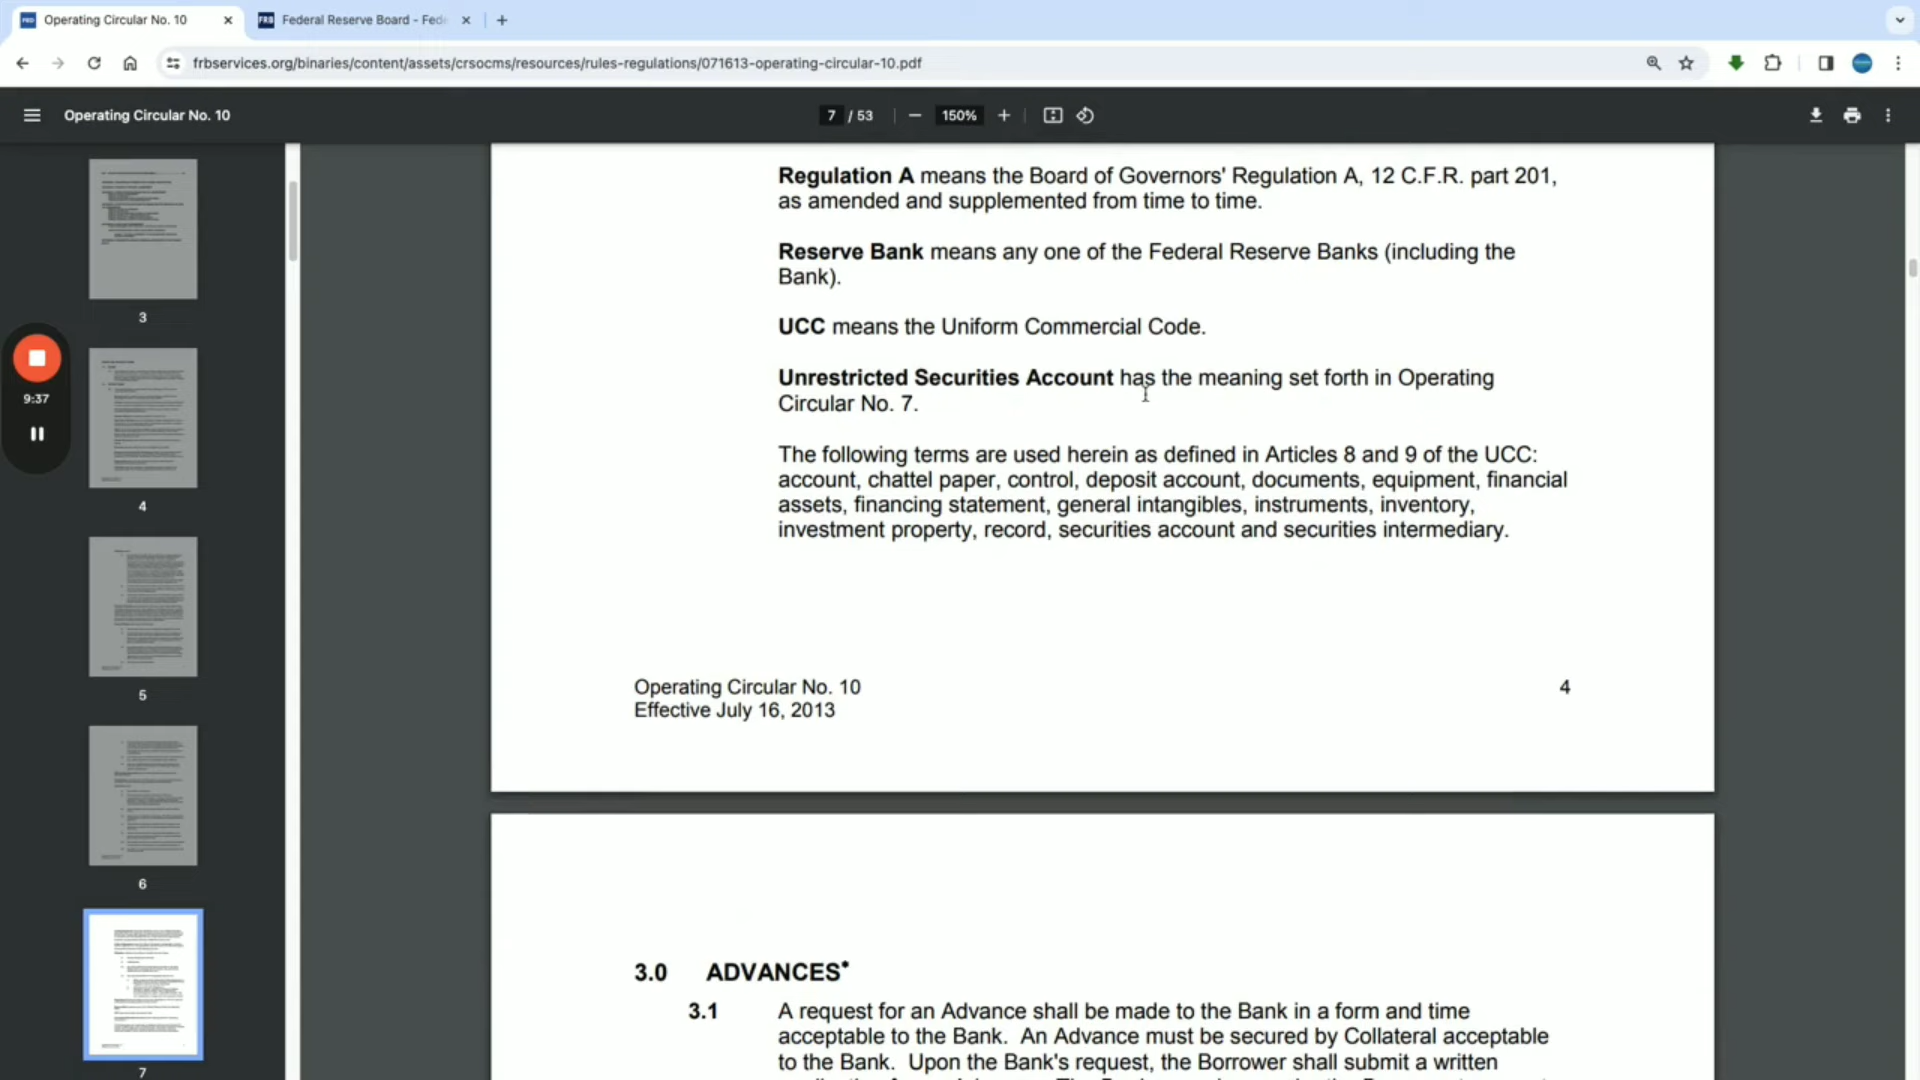 Operating Circular No. 10
FRB Federal Reserve Board - Fede
frbservices.org/binaries/content/assets/crsocms/resources/rules-regulations/071613-operating-circular-10.pdf
Operating Circular No. 10
7 / 53
150%
3
4
5
6
7
9:37
Regulation A means the Board of Governors' Regulation A, 12 C.F.R. part 201,
as amended and supplemented from time to time.
Reserve Bank means any one of the Federal Reserve Banks (including the
Bank).
UCC means the Uniform Commercial Code.
Unrestricted Securities Account has the meaning set forth in Operating
Circular No. 7.
The following terms are used herein as defined in Articles 8 and 9 of the UCC:
account, chattel paper, control, deposit account, documents, equipment, financial
assets, financing statement, general intangibles, instruments, inventory,
investment property, record, securities account and securities intermediary.
Operating Circular No. 10 4
Effective July 16, 2013
3.0 ADVANCES*
3.1 A request for an Advance shall be made to the Bank in a form and time
acceptable to the Bank. An Advance must be secured by Collateral acceptable
to the Bank. Upon the Bank's request, the Borrower shall submit a written